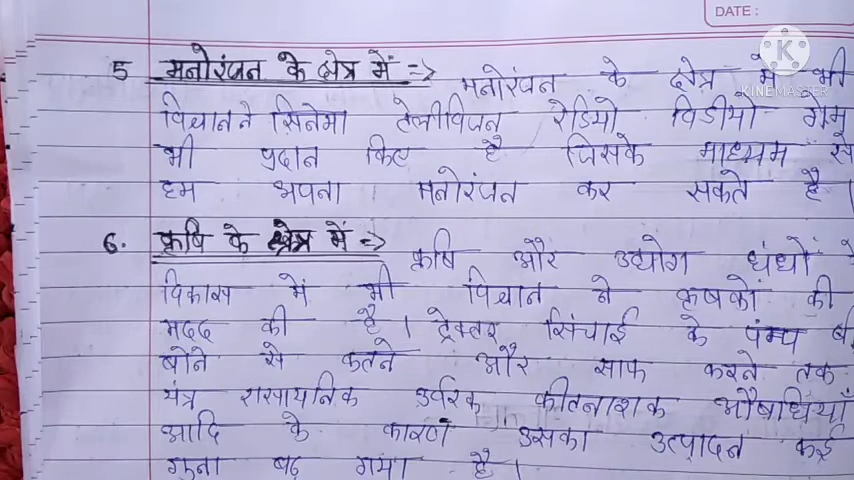 DATE :
KINEMASTER
5 मनोरंजन के क्षेत्र में => मनोरंजन के क्षेत्र में भी
विज्ञान ने सिनेमा टेलीविजन रेडियो विडीयो गेम
भी प्रदान किए है जिसके माध्यम से
हम अपना मनोरंजन कर सकते है ।
6. कृषि के क्षेत्र में => कृषि और उद्योग धंधों
विकास में भी विज्ञान ने कृषकों की
मदद की है । ट्रेक्टर सिंचाई के पंम्प
बोने से कतने और साफ करने तक
यंत्र रासायनिक उर्वरक कीतनाशक औषधियाँ
आदि के कारण उसका उत्पादन कई
गुना बढ़ गया है ।